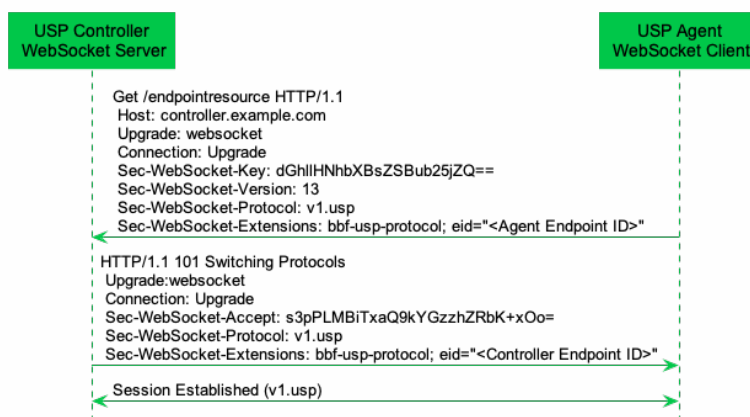 USP Controller
WebSocket Server
USP Agent
WebSocket Client
Get /endpointresource HTTP/1.1
Host: controller.example.com
Upgrade: websocket
Connection: Upgrade
Sec-WebSocket-Key: dGhlIHNhbXBsZSBub25jZQ==
Sec-WebSocket-Version: 13
Sec-WebSocket-Protocol: v1.usp
Sec-WebSocket-Extensions: bbf-usp-protocol; eid="<Agent Endpoint ID>"
HTTP/1.1 101 Switching Protocols
Upgrade:websocket
Connection: Upgrade
Sec-WebSocket-Accept: s3pPLMBiTxaQ9kYGzzhZRbK+xOo=
Sec-WebSocket-Protocol: v1.usp
Sec-WebSocket-Extensions: bbf-usp-protocol; eid="<Controller Endpoint ID>"
Session Established (v1.usp)